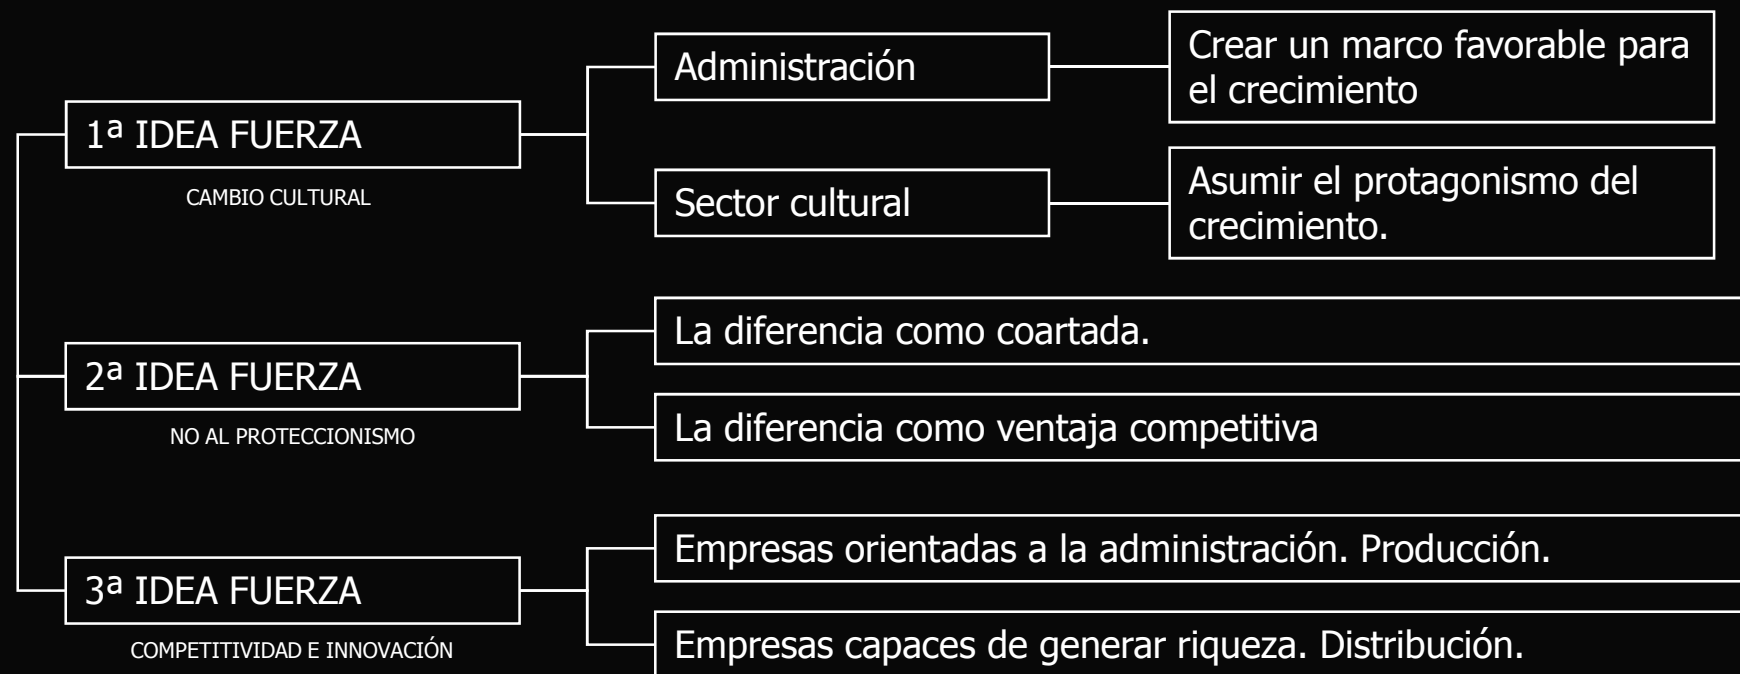 1ª IDEA FUERZA
CAMBIO CULTURAL
Administración
Crear un marco favorable para
el crecimiento
Sector cultural
Asumir el protagonismo del
crecimiento.
2ª IDEA FUERZA
NO AL PROTECCIONISMO
La diferencia como coartada.
La diferencia como ventaja competitiva
3ª IDEA FUERZA
COMPETITIVIDAD E INNOVACIÓN
Empresas orientadas a la administración. Producción.
Empresas capaces de generar riqueza. Distribución.